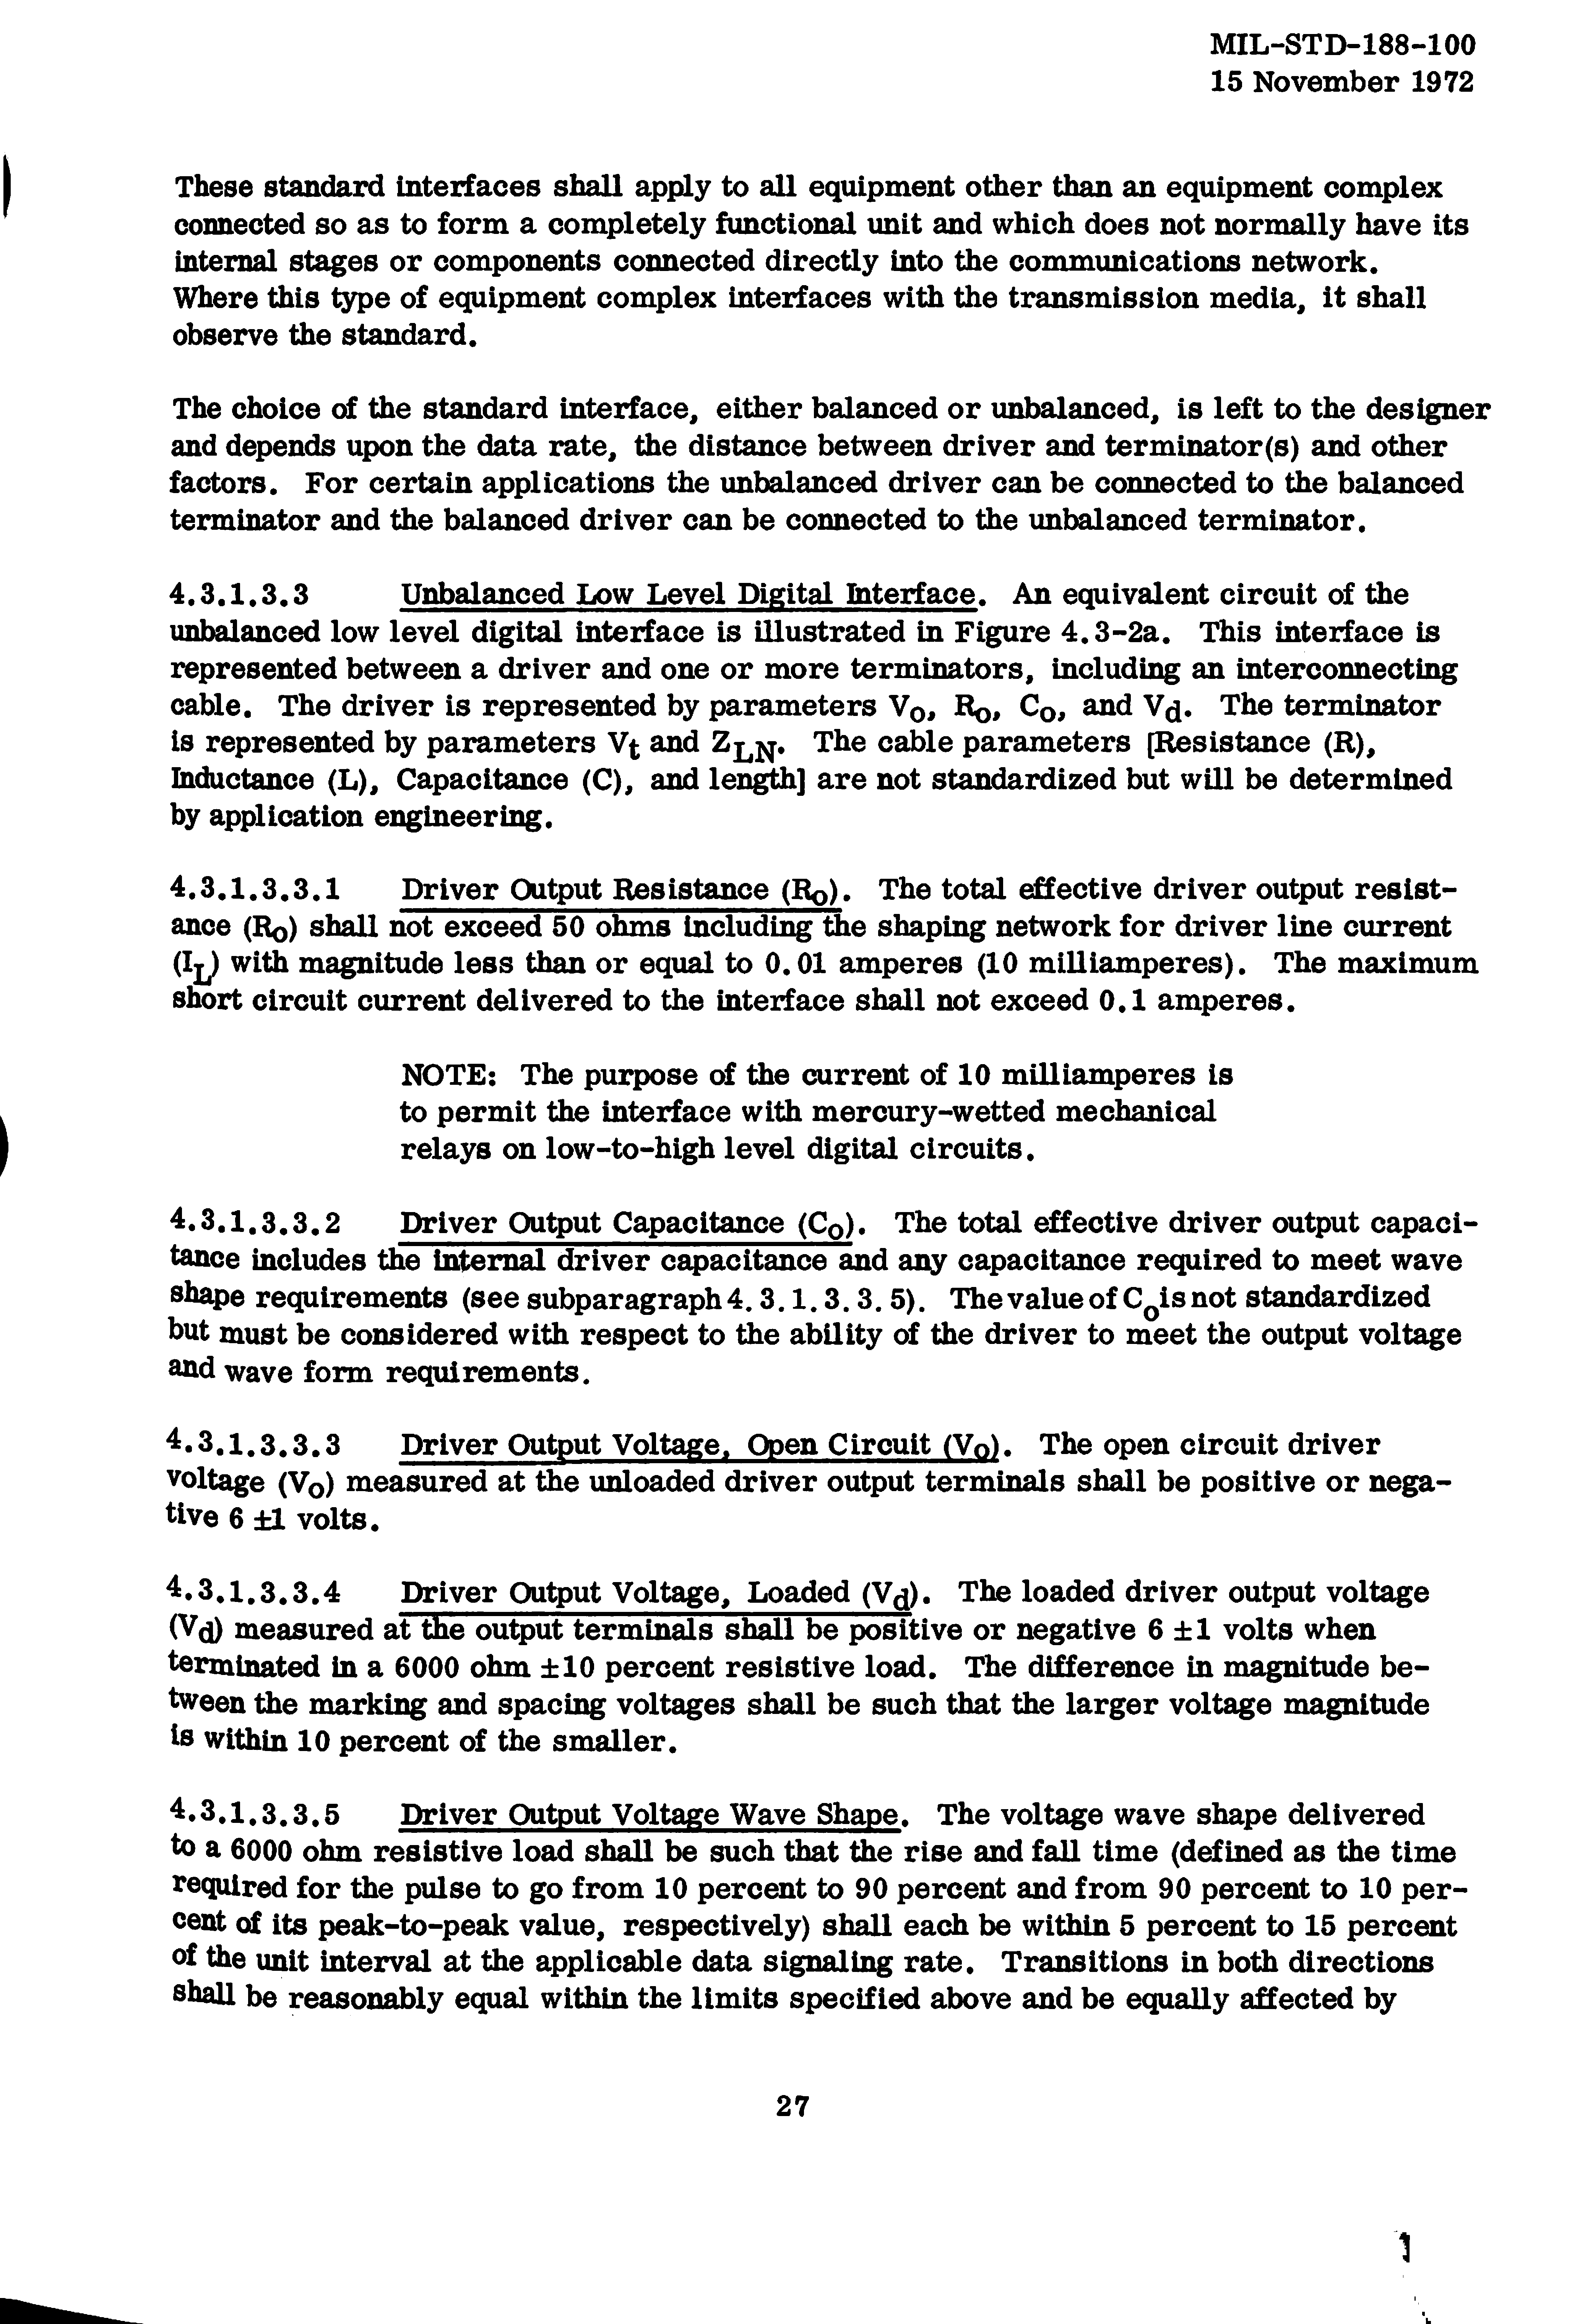 MIL-STD-188-100
15 November 1972
These standard interfaces shall apply to all equipment other than an equipment complex
connected so as to form a completely functional unit and which does not normally have its
internal stages or components connected directly into the communications network.
Where this type of equipment complex interfaces with the transmission media, it shall
observe the standard.
The choice of the standard interface, either balanced or unbalanced, is left to the designer
and depends upon the data rate, the distance between driver and terminator(s) and other
factors. For certain applications the unbalanced driver can be connected to the balanced
terminator and the balanced driver can be connected to the unbalanced terminator.
4.3.1.3.3 Unbalanced Low Level Digital Interface. An equivalent circuit of the
unbalanced low level digital interface is illustrated in Figure 4.3-2a. This interface is
represented between a driver and one or more terminators, including an interconnecting
cable. The driver is represented by parameters Vo, Ro, Co, and Vd. The terminator
is represented by parameters Vt and ZLN. The cable parameters [Resistance (R),
Inductance (L), Capacitance (C), and length] are not standardized but will be determined
by application engineering.
4.3.1.3.3.1 Driver Output Resistance (Ro). The total effective driver output resist-
ance (Ro) shall not exceed 50 ohms including the shaping network for driver line current
(IL) with magnitude less than or equal to 0.01 amperes (10 milliamperes). The maximum
short circuit current delivered to the interface shall not exceed 0.1 amperes.
NOTE: The purpose of the current of 10 milliamperes is
to permit the interface with mercury-wetted mechanical
relays on low-to-high level digital circuits.
4.3.1.3.3.2 Driver Output Capacitance (Co). The total effective driver output capaci-
tance includes the internal driver capacitance and any capacitance required to meet wave
shape requirements (see subparagraph 4.3.1.3.3.5). The value of Co is not standardized
but must be considered with respect to the ability of the driver to meet the output voltage
and wave form requirements.
4.3.1.3.3.3 Driver Output Voltage, Open Circuit (Vo). The open circuit driver
voltage (Vo) measured at the unloaded driver output terminals shall be positive or nega-
tive 6 ±1 volts.
4.3.1.3.3.4 Driver Output Voltage, Loaded (Vd). The loaded driver output voltage
(Vd) measured at the output terminals shall be positive or negative 6 ±1 volts when
terminated in a 6000 ohm ±10 percent resistive load. The difference in magnitude be-
tween the marking and spacing voltages shall be such that the larger voltage magnitude
is within 10 percent of the smaller.
4.3.1.3.3.5 Driver Output Voltage Wave Shape. The voltage wave shape delivered
to a 6000 ohm resistive load shall be such that the rise and fall time (defined as the time
required for the pulse to go from 10 percent to 90 percent and from 90 percent to 10 per-
cent of its peak-to-peak value, respectively) shall each be within 5 percent to 15 percent
of the unit interval at the applicable data signaling rate. Transitions in both directions
shall be reasonably equal within the limits specified above and be equally affected by
27